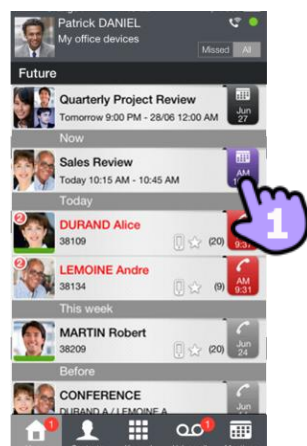 Patrick DANIEL
My office devices
Missed All
Future
Quarterly Project Review
Tomorrow 9:00 PM - 28/06 12:00 AM
Jun
27
Now
Sales Review
Today 10:15 AM - 10:45 AM
AM
Today
2
DURAND Alice
38109
(20)
9:37
2
LEMOINE Andre
38134
(9)
AM
9:31
This week
MARTIN Robert
38209
(20)
Jun
24
Before
CONFERENCE
DURAND A / LEMOINE A
Jun
1
1
1